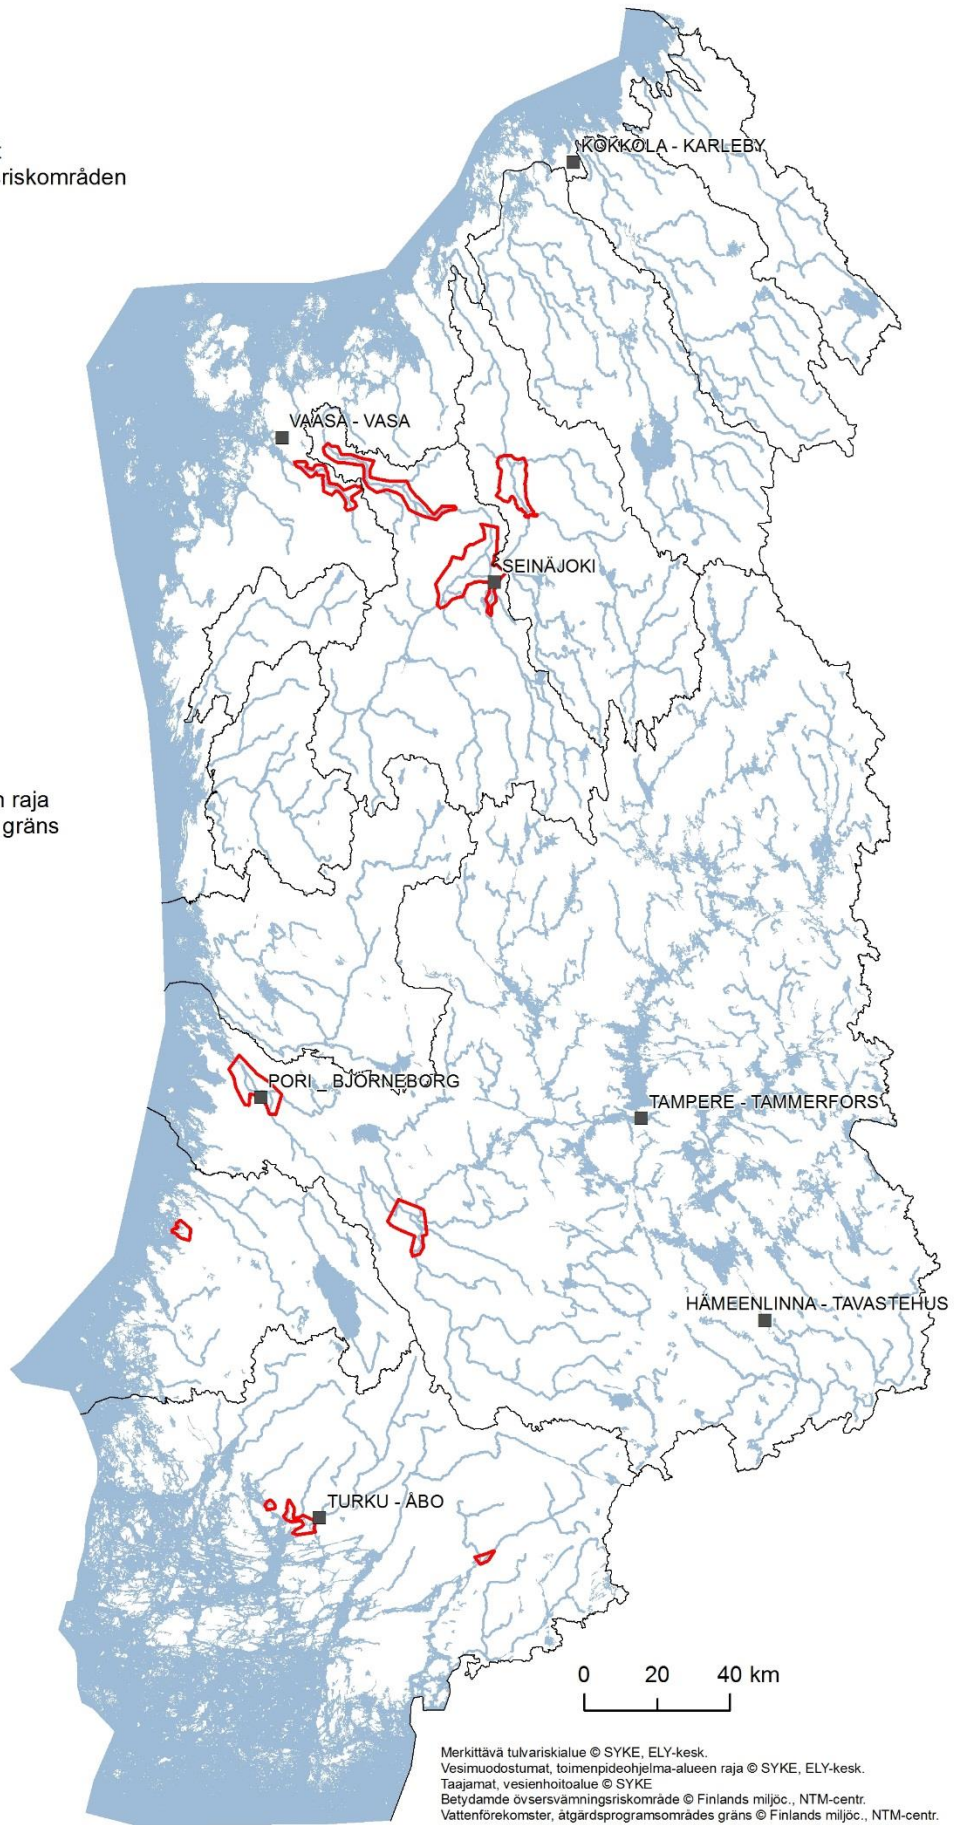 riskområden
KOKKOLA - KARLEBY
VAASA - VASA
SEINÄJOKI
n raja
gräns
PORI _ BJÖRNEBORG
TAMPERE - TAMMERFORS
HÄMEENLINNA - TAVASTEHUS
TURKU - ÅBO
0 20 40 km
Merkittävä tulvariskialue © SYKE, ELY-kesk.
Vesimuodostumat, toimenpideohjelma-alueen raja © SYKE, ELY-kesk.
Taajamat, vesienhoitoalue © SYKE
Betydamde övsersvämningsriskområde © Finlands miljöc., NTM-centr.
Vattenförekomster, åtgärdsprogramsområdes gräns © Finlands miljöc., NTM-centr.